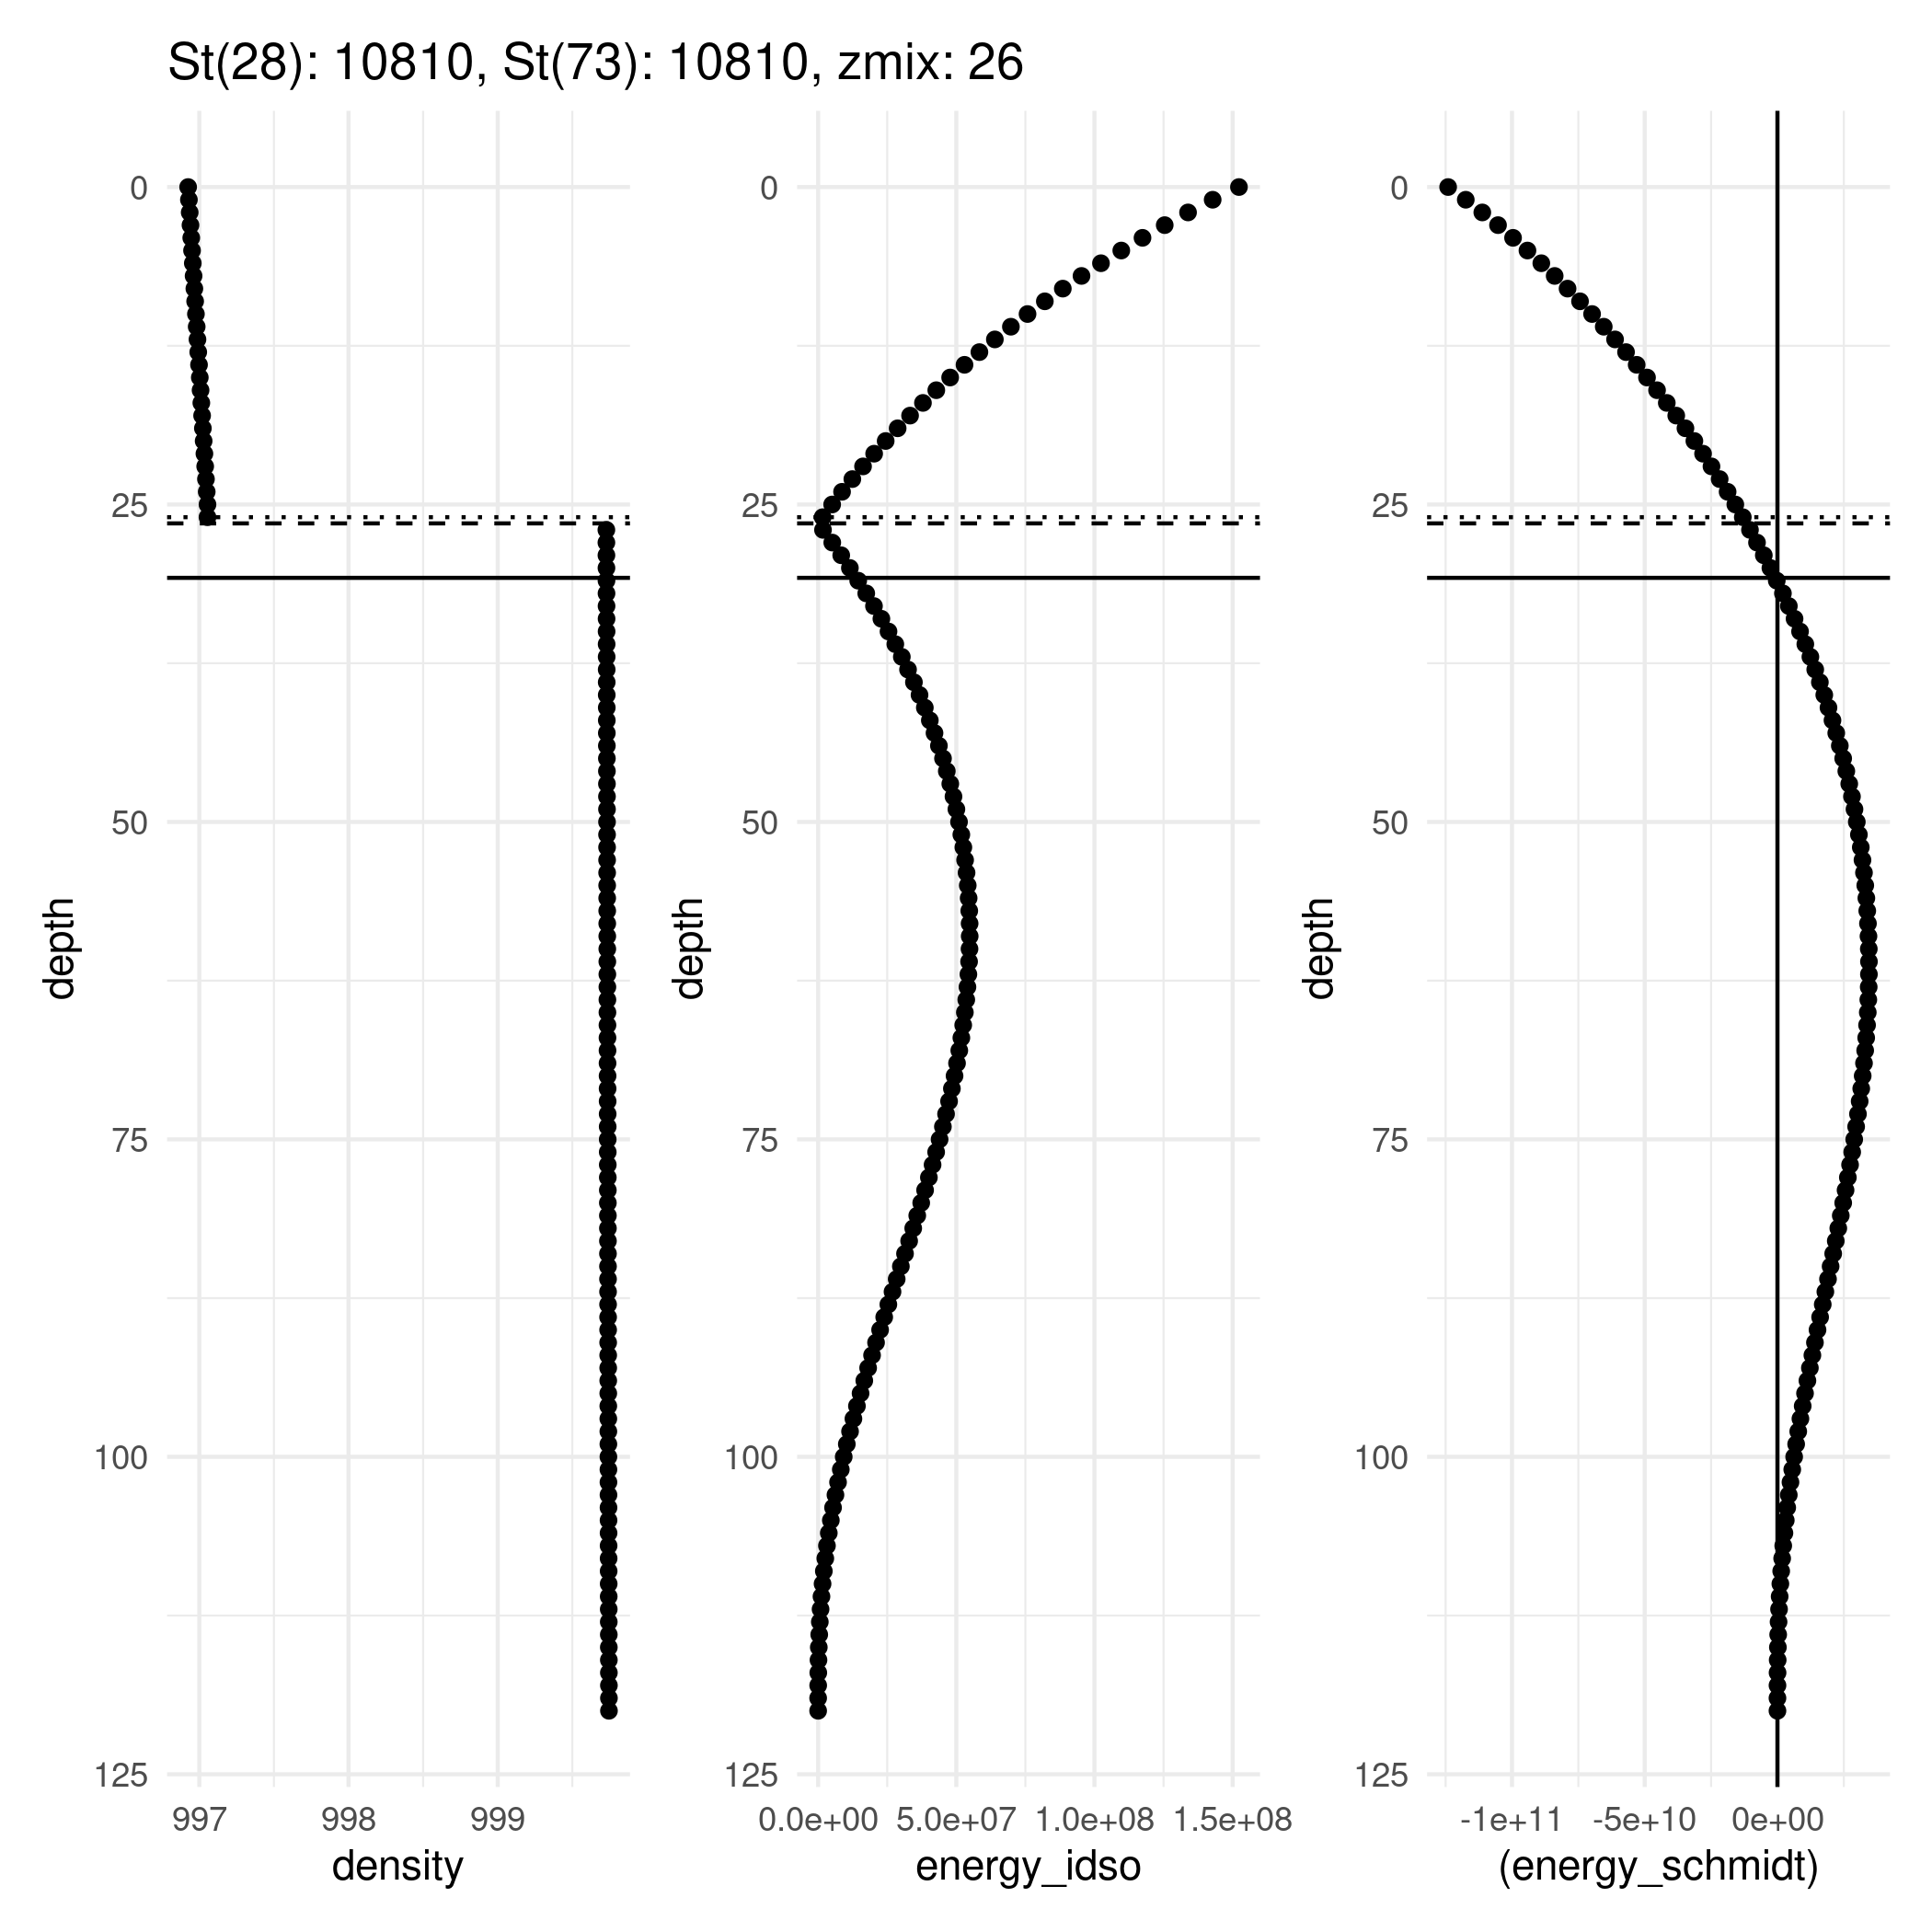 St(28): 10810, St(73): 10810, zmix: 26
depth
0
25
50
75
100
125
997 998 999
density
depth
0
25
50
75
100
125
0.0e+00 5.0e+07 1.0e+08 1.5e+08
energy_idso
depth
0
25
50
75
100
125
-1e+11 -5e+10 0e+00
(energy_schmidt)